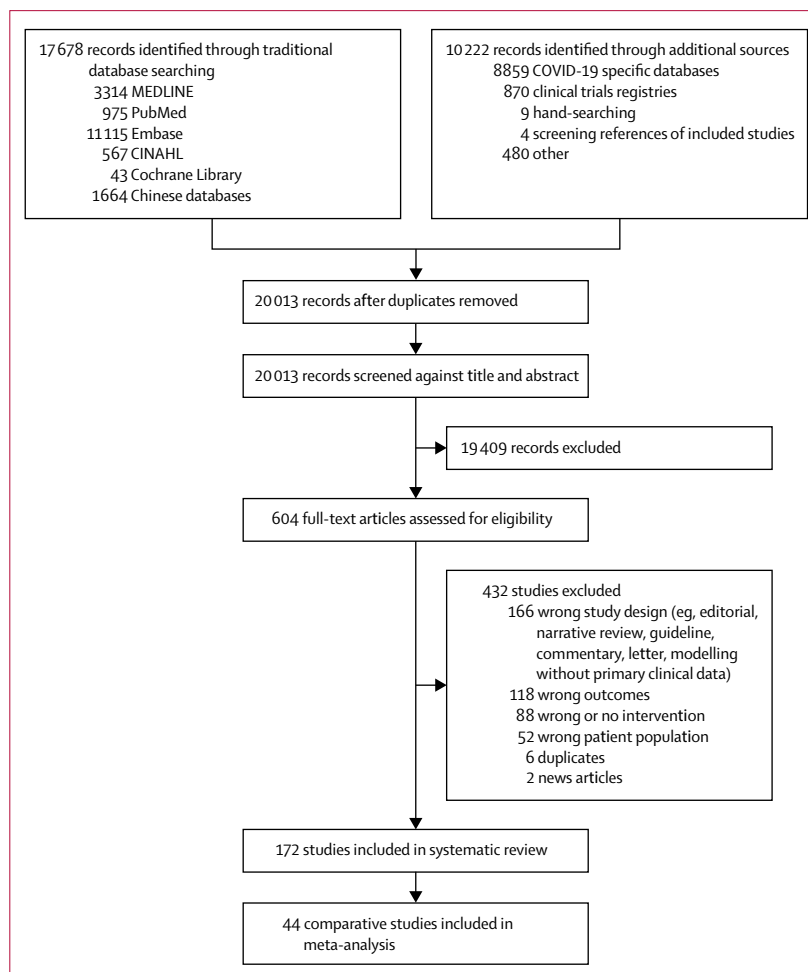 17 678 records identified through traditional
database searching
3314 MEDLINE
975 PubMed
11 115 Embase
567 CINAHL
43 Cochrane Library
1664 Chinese databases
10 222 records identified through additional sources
8859 COVID-19 specific databases
870 clinical trials registries
9 hand-searching
4 screening references of included studies
480 other
20 013 records after duplicates removed
20 013 records screened against title and abstract
19 409 records excluded
604 full-text articles assessed for eligibility
432 studies excluded
166 wrong study design (eg, editorial,
narrative review, guideline,
commentary, letter, modelling
without primary clinical data)
118 wrong outcomes
88 wrong or no intervention
52 wrong patient population
6 duplicates
2 news articles
172 studies included in systematic review
44 comparative studies included in
meta-analysis